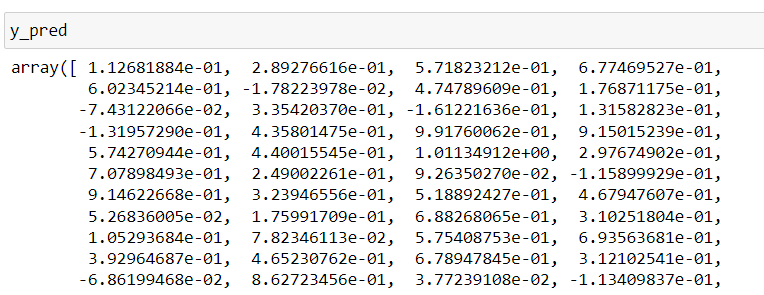 y_pred
array([ 1.12681884e-01,  2.89276616e-01,  5.71823212e-01,  6.77469527e-01,
6.02345214e-01, -1.78223978e-02,  4.74789609e-01,  1.76871175e-01,
-7.43122066e-02,  3.35420370e-01, -1.61221636e-01,  1.31582823e-01,
-1.31957290e-01,  4.35801475e-01,  9.91760062e-01,  9.15015239e-01,
5.74270944e-01,  4.40015545e-01,  1.01134912e+00,  2.97674902e-01,
7.07898493e-01,  2.49002261e-01,  9.26350270e-02, -1.15899929e-01,
9.14622668e-01,  3.23946556e-01,  5.18892427e-01,  4.67947607e-01,
5.26836005e-02,  1.75991709e-01,  6.88268065e-01,  3.10251804e-01,
1.05293684e-01,  7.82346113e-02,  5.75408753e-01,  6.93563681e-01,
3.92964687e-01,  4.65230762e-01,  6.78947845e-01,  3.12102541e-01,
-6.86199468e-02,  8.62723456e-01,  3.77239108e-02, -1.13409837e-01,